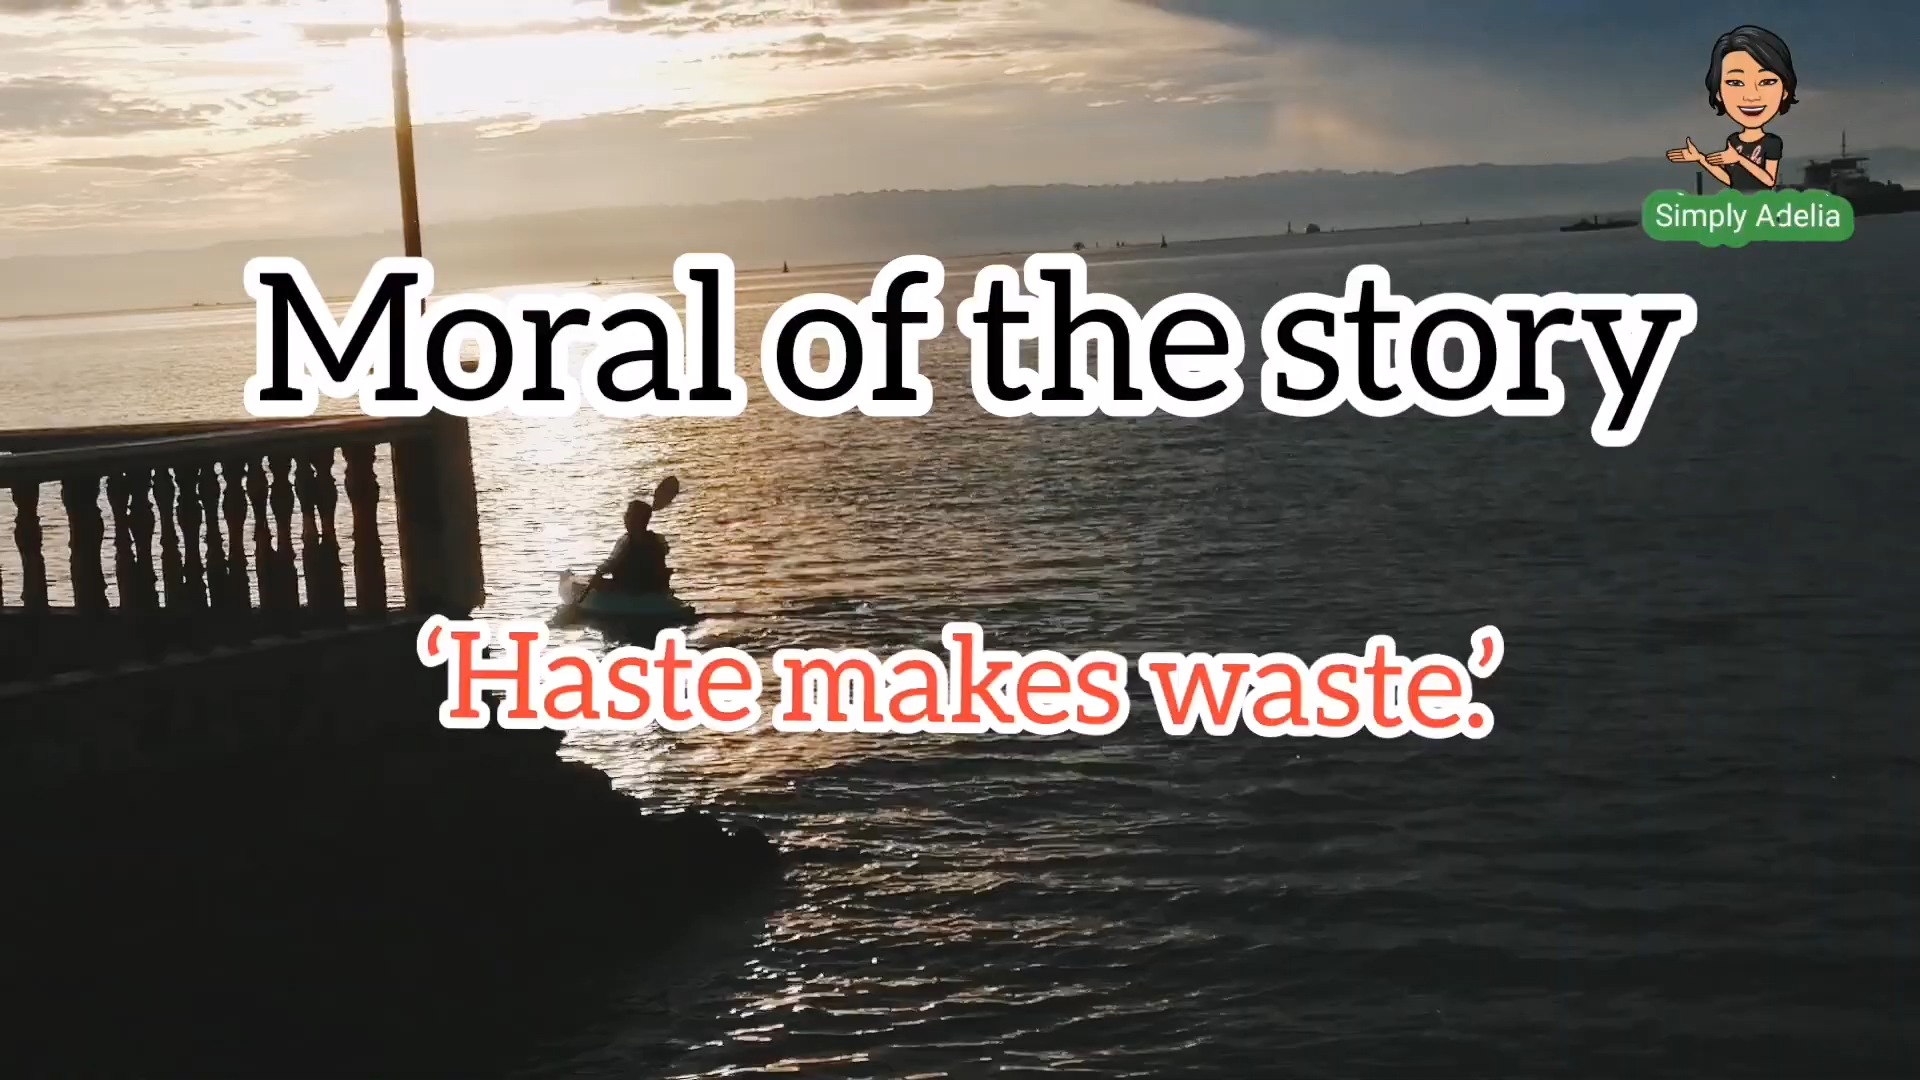 Simply Adelia
Moral of the story
‘Haste makes waste.’